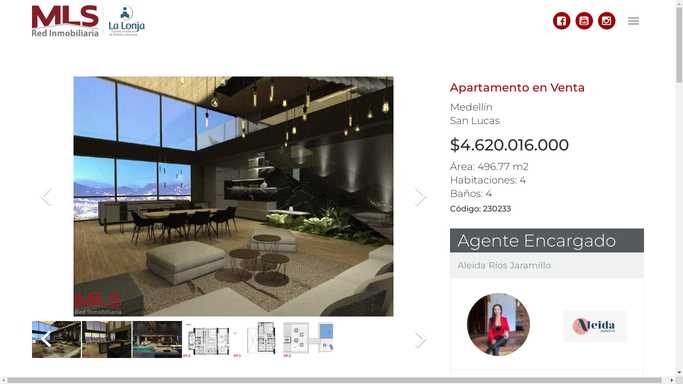 MLS
Red Inmobiliaria
La Lonja
Apartamento en Venta
Medellín
San Lucas
$4.620.016.000
Área: 496.77 m2
Habitaciones: 4
Baños: 4
Código: 230233
MLS
Red Inmobiliaria
Agente Encargado
Aleida Ríos Jaramillo
Aleida